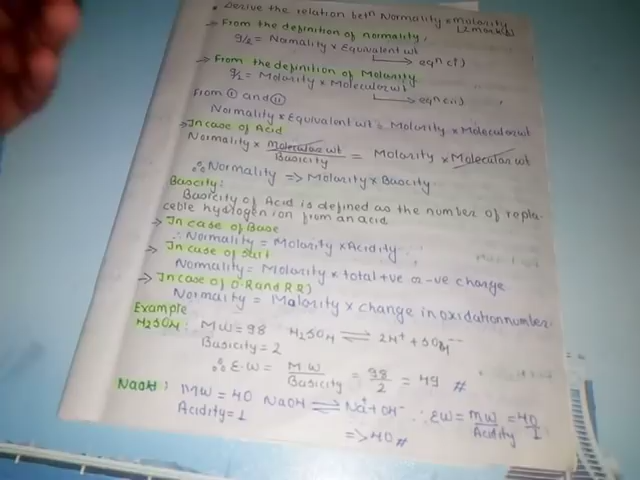 • Derive the relation betn Normality & molarity
(2 marks)
→ From the definition of normality,
g/L = Normality × Equivalent wt
→ eqn (i)
→ From the definition of Molarity
g/L = Molarity × Molecular wt
→ eqn (ii)
From ① and ⑪
Normality × Equivalent wt = Molarity × Molecular wt
→ In case of Acid
Normality × Molecular wt / Basicity = Molarity × Molecular wt
∴ Normality => Molarity × Basocity
Basocity:
Basicity of Acid is defined as the number of repla-
ceble hydrogen ion from an acid
→ In case of Base
∴ Normality = Molarity × Acidity
→ In case of Salt
Normality = Molarity × total +ve or -ve charge
→ In case of O.R and R.R)
Normality = Molarity × change in oxidation number
Example
H2SO4: MW = 98 H2SO4 ⇌ 2H+ + SO4--
Basicity = 2
∴ E.W = MW / Basicity = 98 / 2 = 49 #
NaOH: MW = 40 NaOH ⇌ Na+ + OH- ∴ EW = MW / Acidity = 40 / 1
Acidity = 1
=> 40 #